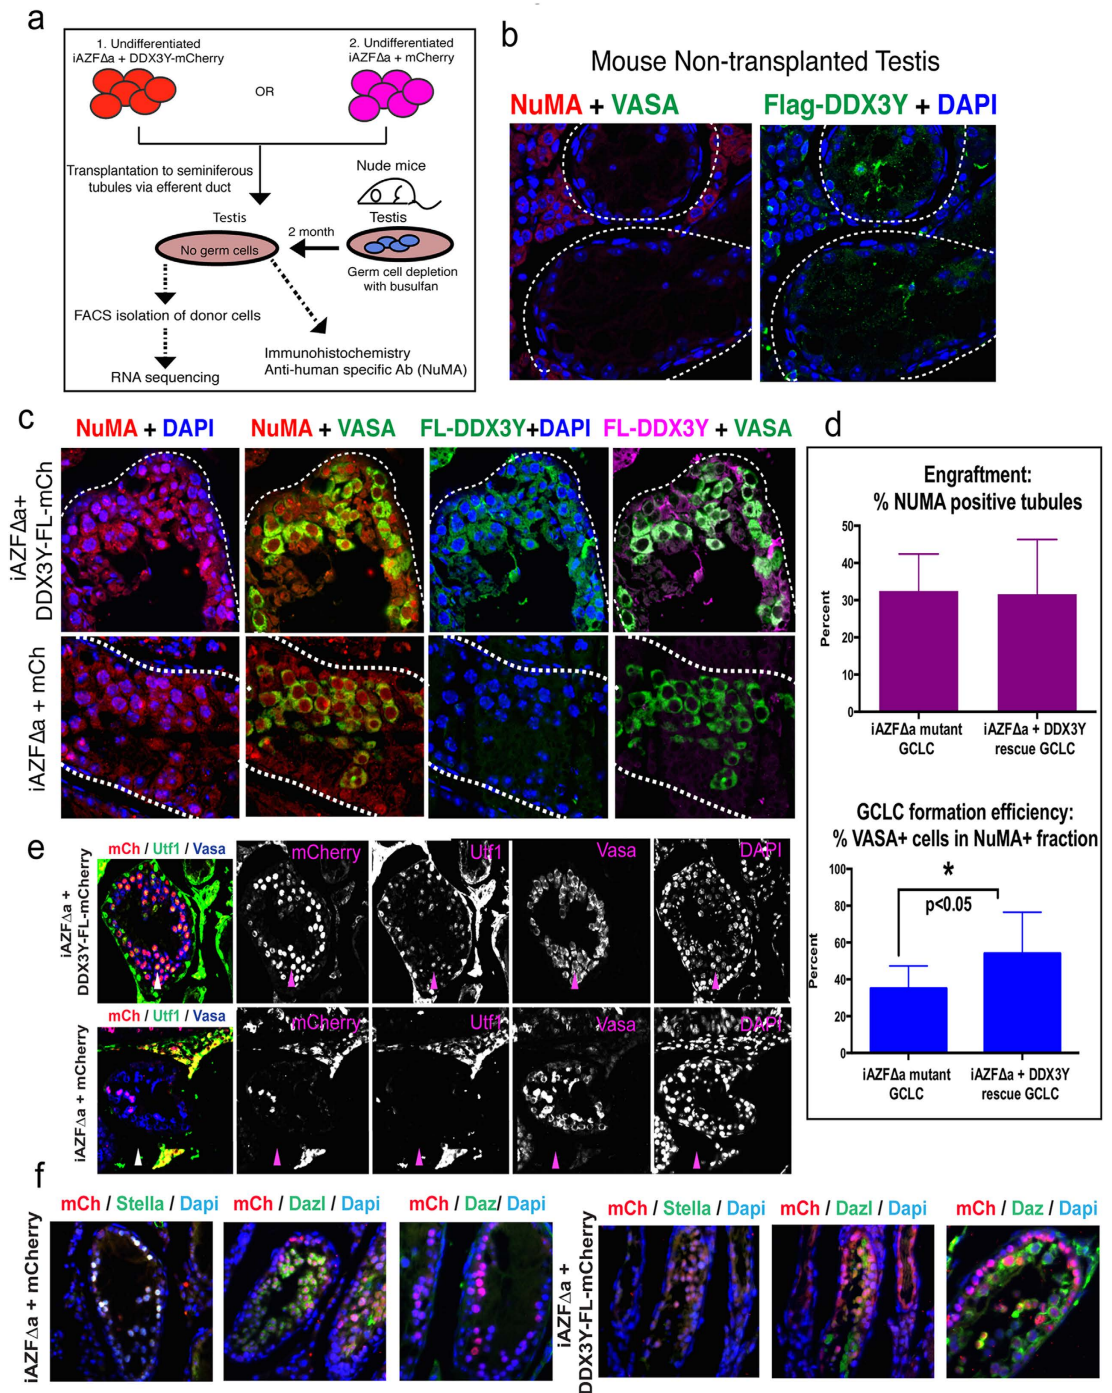 a
1. Undifferentiated
iAZFΔa + DDX3Y-mCherry
2. Undifferentiated
iAZFΔa + mCherry
OR
Transplantation to seminiferous
tubules via efferent duct
Nude mice
Testis
Testis
2 month
No germ cells
Germ cell depletion
with busulfan
FACS isolation of donor cells
Immunohistochemistry
Anti-human specific Ab (NuMA)
RNA sequencing
b
Mouse Non-transplanted Testis
NuMA + VASA
Flag-DDX3Y + DAPI
c
NuMA + DAPI
NuMA + VASA
FL-DDX3Y+DAPI
FL-DDX3Y + VASA
iAZFΔa+
DDX3Y-FL-mCh
iAZFΔa + mCh
d
Engraftment:
% NUMA positive tubules
50
40
30
20
10
0
Percent
iAZFΔa mutant
GCLC
iAZFΔa + DDX3Y
rescue GCLC
GCLC formation efficiency:
% VASA+ cells in NuMA+ fraction
100
80
60
40
20
0
Percent
*
p<0.05
iAZFΔa mutant
GCLC
iAZFΔa + DDX3Y
rescue GCLC
e
iAZFΔa +
DDX3Y-FL-mCherry
mCh / Utf1 / Vasa
mCherry
Utf1
Vasa
DAPI
iAZFΔa + mCherry
mCh / Utf1 / Vasa
mCherry
Utf1
Vasa
DAPI
f
iAZFΔa + mCherry
mCh / Stella / Dapi
mCh / Dazl / Dapi
mCh / Daz/ Dapi
iAZFΔa +
DDX3Y-FL-mCherry
mCh / Stella / Dapi
mCh / Dazl / Dapi
mCh / Daz / Dapi